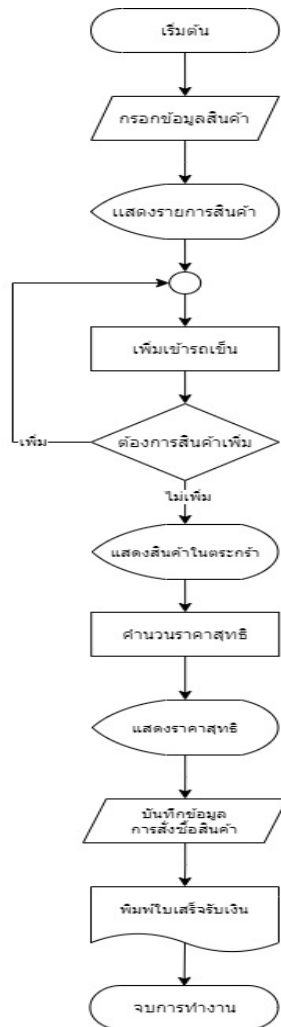 เริ่มต้น
กรอกข้อมูลสินค้า
แสดงรายการสินค้า
เพิ่มเข้ารถเข็น
ต้องการสินค้าเพิ่ม
เพิ่ม
ไม่เพิ่ม
แสดงสินค้าในตระกร้า
คำนวนราคาสุทธิ
แสดงราคาสุทธิ
บันทึกข้อมูล
การสั่งซื้อสินค้า
พิมพ์ใบเสร็จรับเงิน
จบการทำงาน